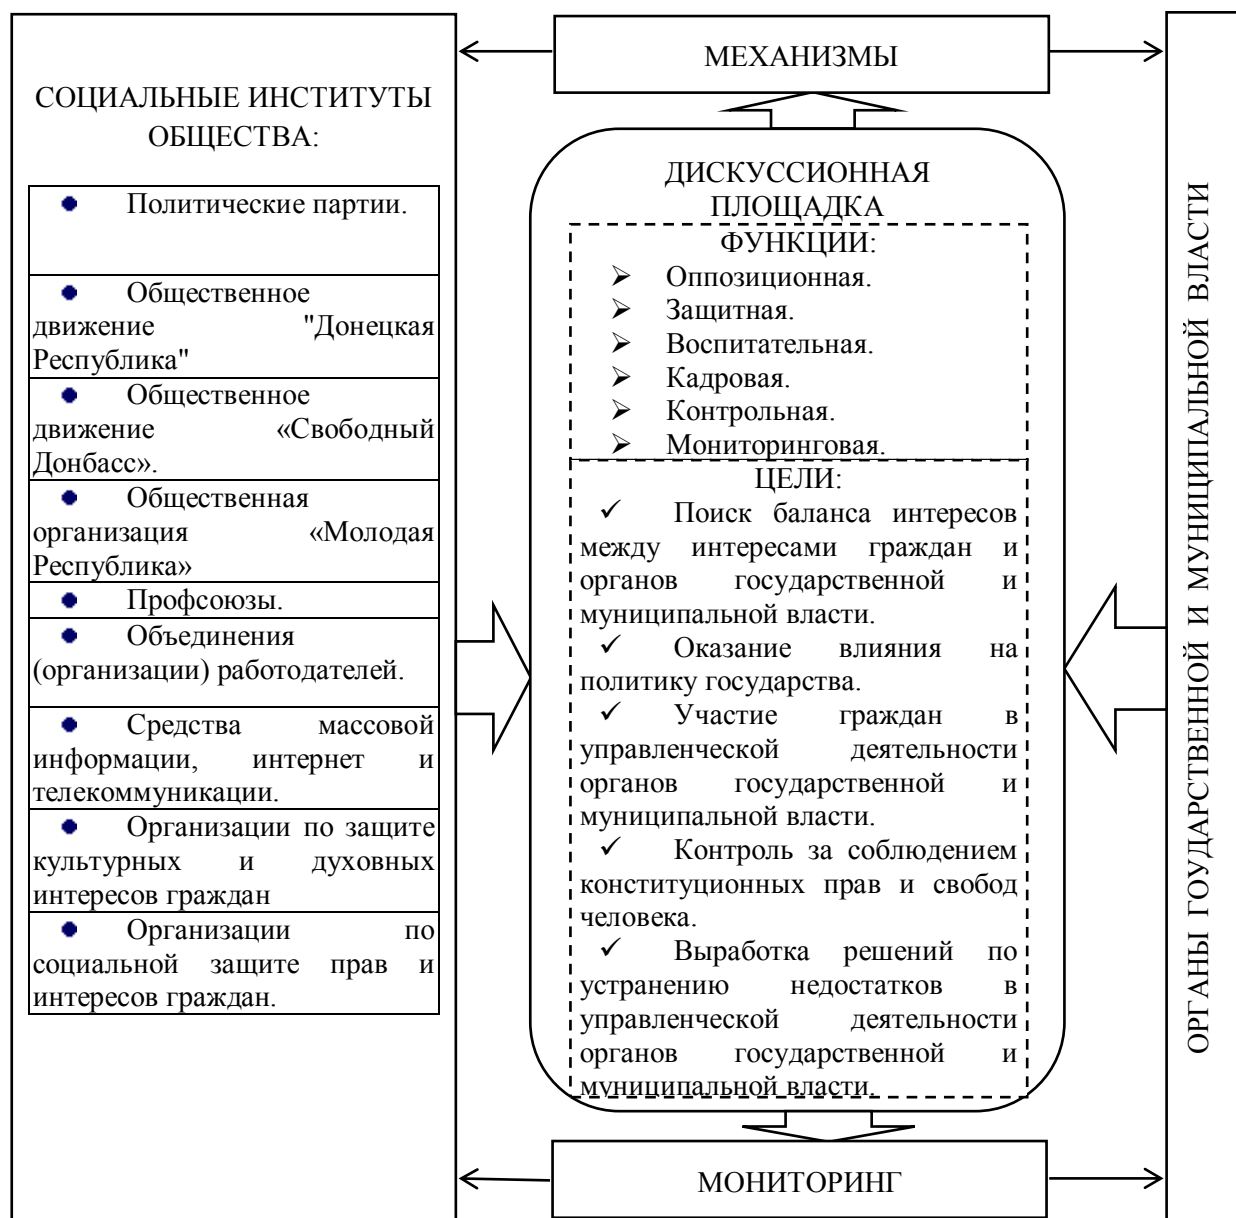 МЕХАНИЗМЫ
СОЦИАЛЬНЫЕ ИНСТИТУТЫ
ОБЩЕСТВА:
Политические партии.
Общественное
движение "Донецкая
Республика"
Общественное
движение «Свободный
Донбасс».
Общественная
организация «Молодая
Республика»
Профсоюзы.
Объединения
(организации) работодателей.
Средства массовой
информации, интернет и
телекоммуникации.
Организации по защите
культурных и духовных
интересов граждан
Организации по
социальной защите прав и
интересов граждан.
ДИСКУССИОННАЯ
ПЛОЩАДКА
ФУНКЦИИ:
Оппозиционная.
Защитная.
Воспитательная.
Кадровая.
Контрольная.
Мониторинговая.
ЦЕЛИ:
Поиск баланса интересов
между интересами граждан и
органов государственной и
муниципальной власти.
Оказание влияния на
политику государства.
Участие граждан в
управленческой деятельности
органов государственной и
муниципальной власти.
Контроль за соблюдением
конституционных прав и свобод
человека.
Выработка решений по
устранению недостатков в
управленческой деятельности
органов государственной и
муниципальной власти.
МОНИТОРИНГ
ОРГАНЫ ГОУДАРСТВЕННОЙ И МУНИЦИПАЛЬНОЙ ВЛАСТИ